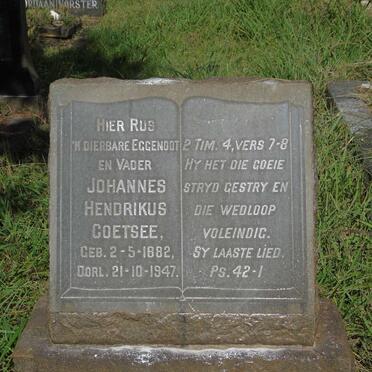 HIER RUS
'N DIERBARE EGGENOOT
EN VADER
JOHANNES
HENDRIKUS
COETSEE,
GEB. 2-5-1882,
OORL. 21-10-1947.
2 TIM. 4, VERS 7-8
HY HET DIE GOEIE
STRYD GESTRY EN
DIE WEDLOOP
VOLEINDIG.
SY LAASTE LIED.
PS. 42-1